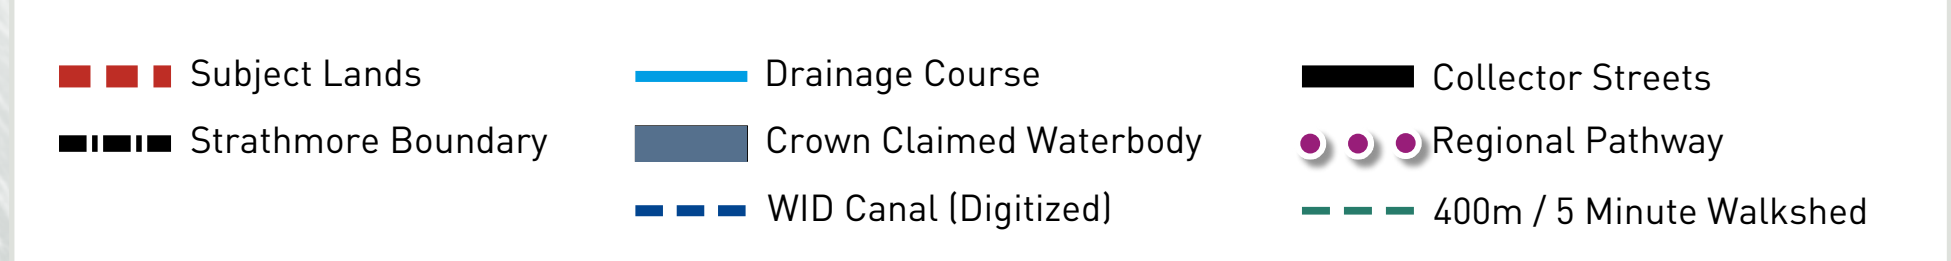 Subject Lands
Strathmore Boundary
Drainage Course
Crown Claimed Waterbody
WID Canal (Digitized)
Collector Streets
Regional Pathway
400m / 5 Minute Walkshed